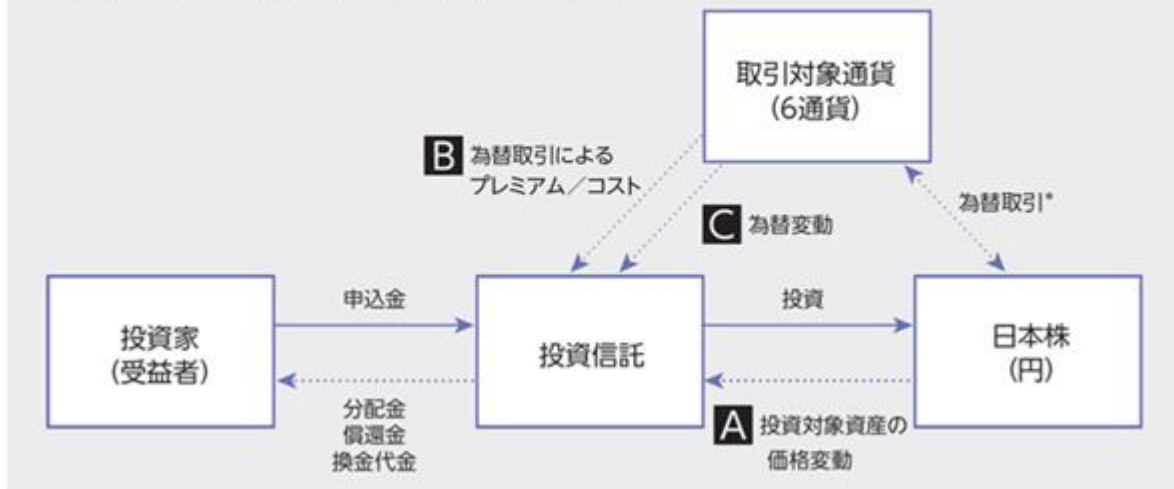 取引対象通貨
(6通貨)
B 為替取引による
プレミアム／コスト
C 為替変動
為替取引*
投資家
(受益者)
申込金
分配金
償還金
換金代金
投資信託
投資
A 投資対象資産の
価格変動
日本株
(円)